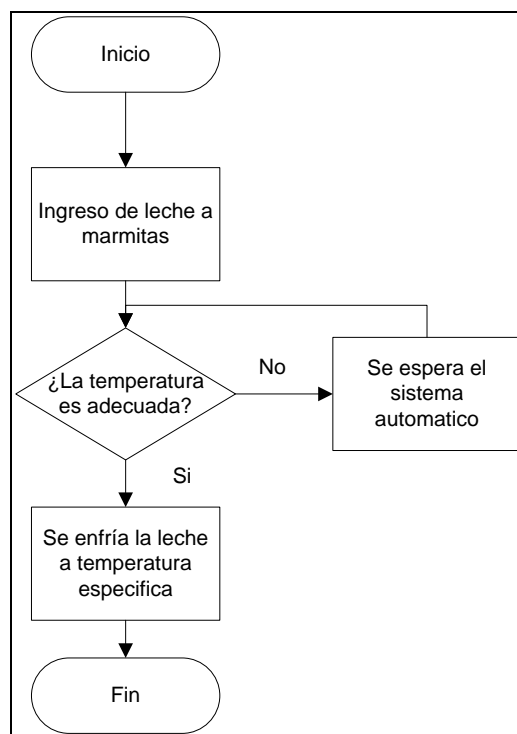 Inicio
Ingreso de leche a
marmitas
¿La temperatura
es adecuada?
No
Se espera el
sistema
automatico
Si
Se enfría la leche
a temperatura
especifica
Fin